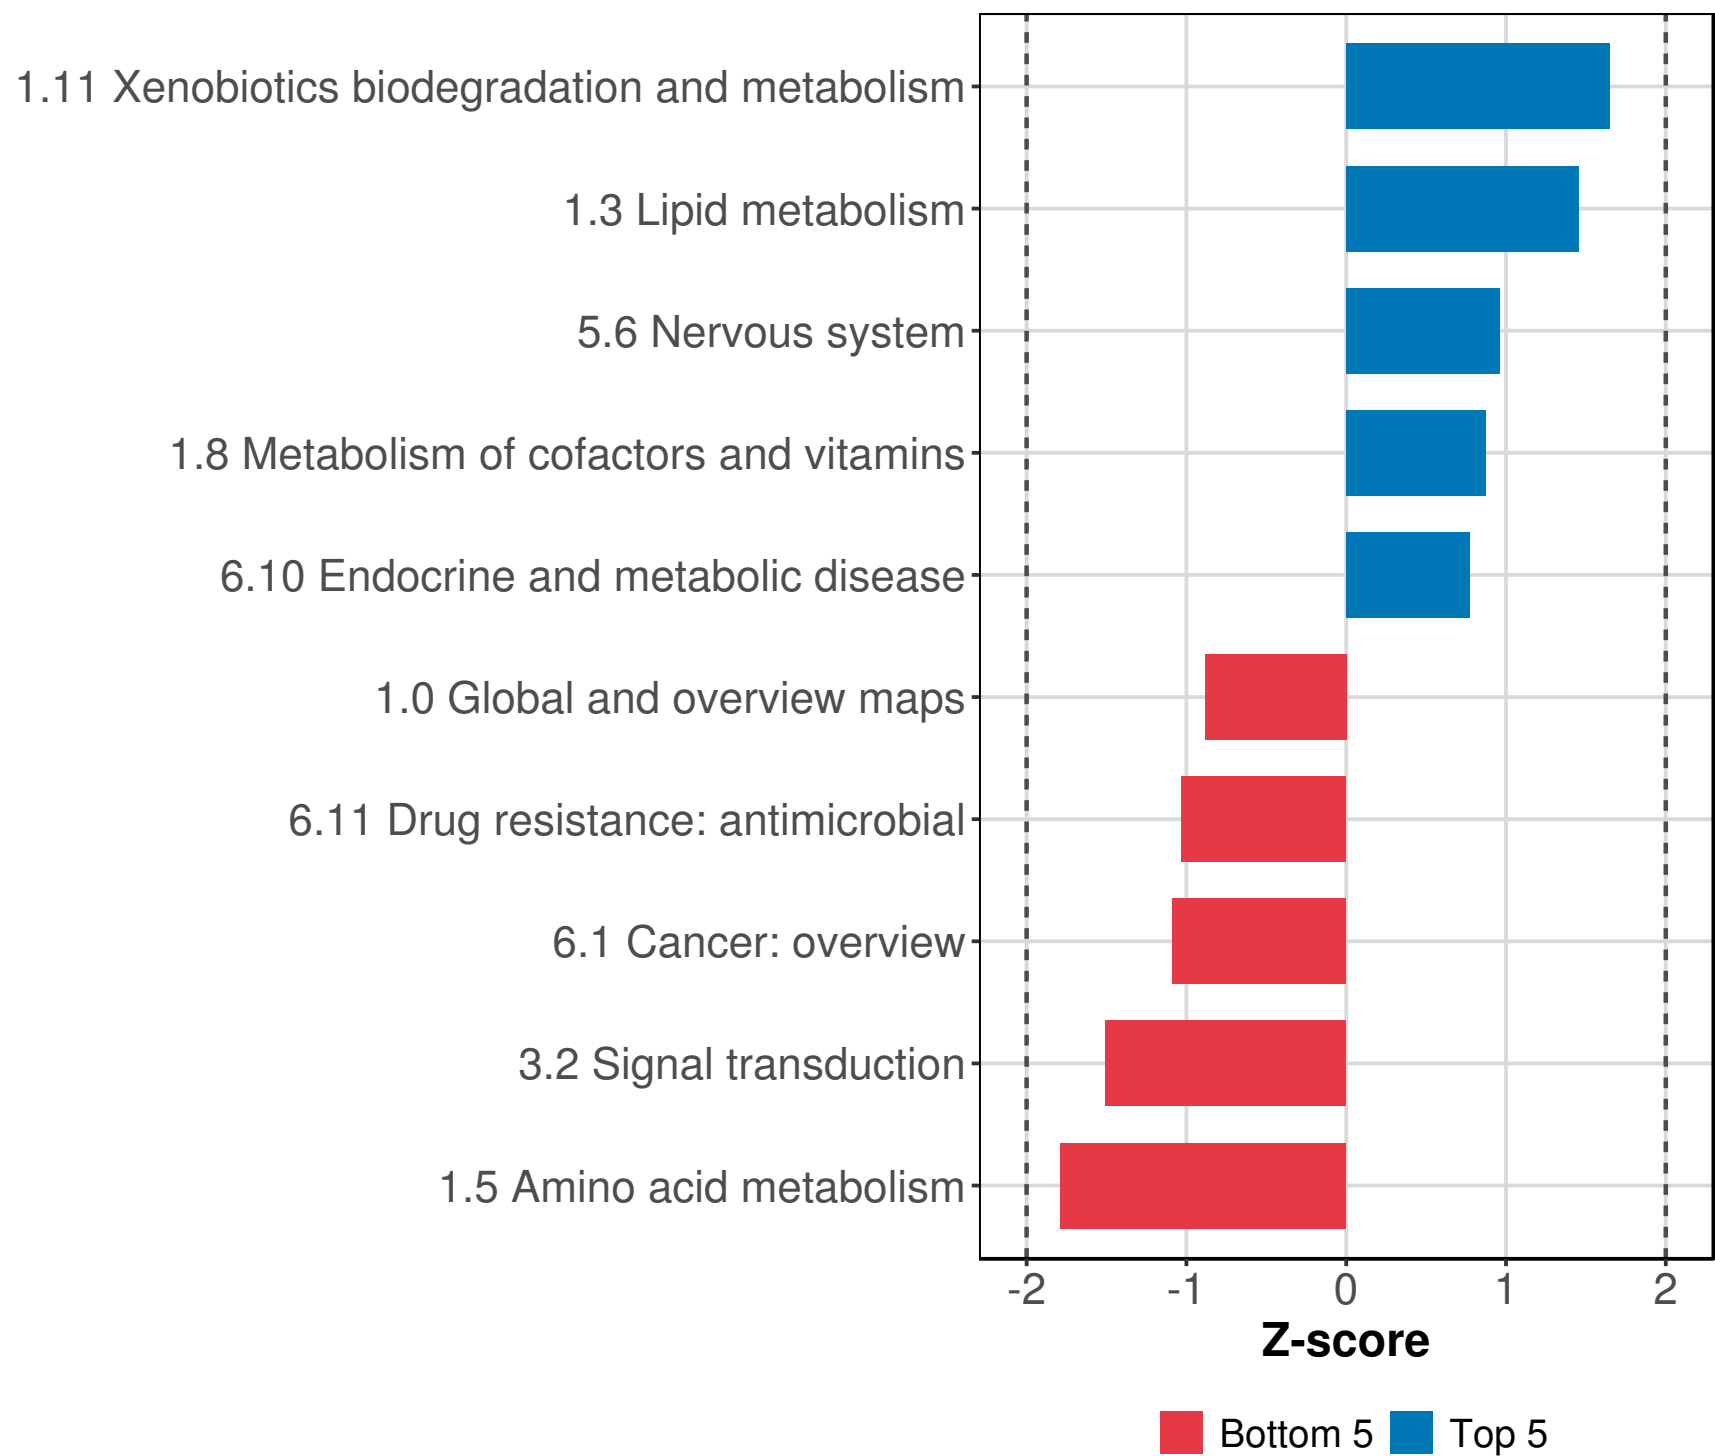 1.11 Xenobiotics biodegradation and metabolism
1.3 Lipid metabolism
5.6 Nervous system
1.8 Metabolism of cofactors and vitamins
6.10 Endocrine and metabolic disease
1.0 Global and overview maps
6.11 Drug resistance: antimicrobial
6.1 Cancer: overview
3.2 Signal transduction
1.5 Amino acid metabolism
-2 -1 0 1 2
Z-score
Bottom 5 Top 5